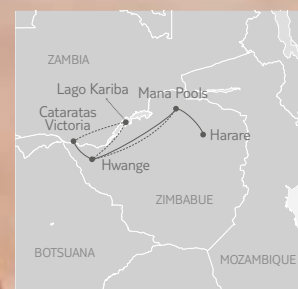 ZAMBIA
Lago Kariba
Mana Pools
Cataratas
Victoria
Harare
Hwange
ZIMBABUE
BOTSUANA
MOZAMBIQUE